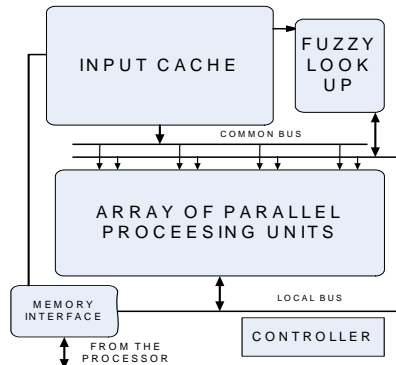 INPUT CACHE
FUZZY
LOOK
UP
COMMON BUS
ARRAY OF PARALLEL
PROCEESING UNITS
LOCAL BUS
MEMORY
INTERFACE
CONTROLLER
FROM THE
PROCESSOR